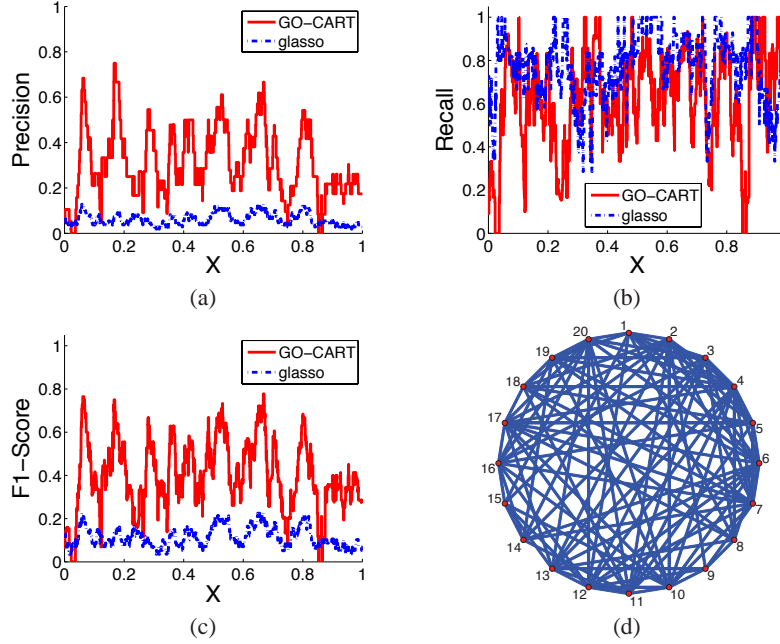 1
0.8
0.6
0.4
0.2
0
Precision
GO−CART
glasso
0 0.2 0.4 0.6 0.8 1
X
(a)
1
0.8
0.6
0.4
0.2
0
Recall
GO−CART
glasso
0 0.2 0.4 0.6 0.8
X
(b)
1
0.8
0.6
0.4
0.2
0
F1−Score
GO−CART
glasso
0 0.2 0.4 0.6 0.8 1
X
(c)
1
2
3
4
5
6
7
8
9
10
11
12
13
14
15
16
17
18
19
20
(d)